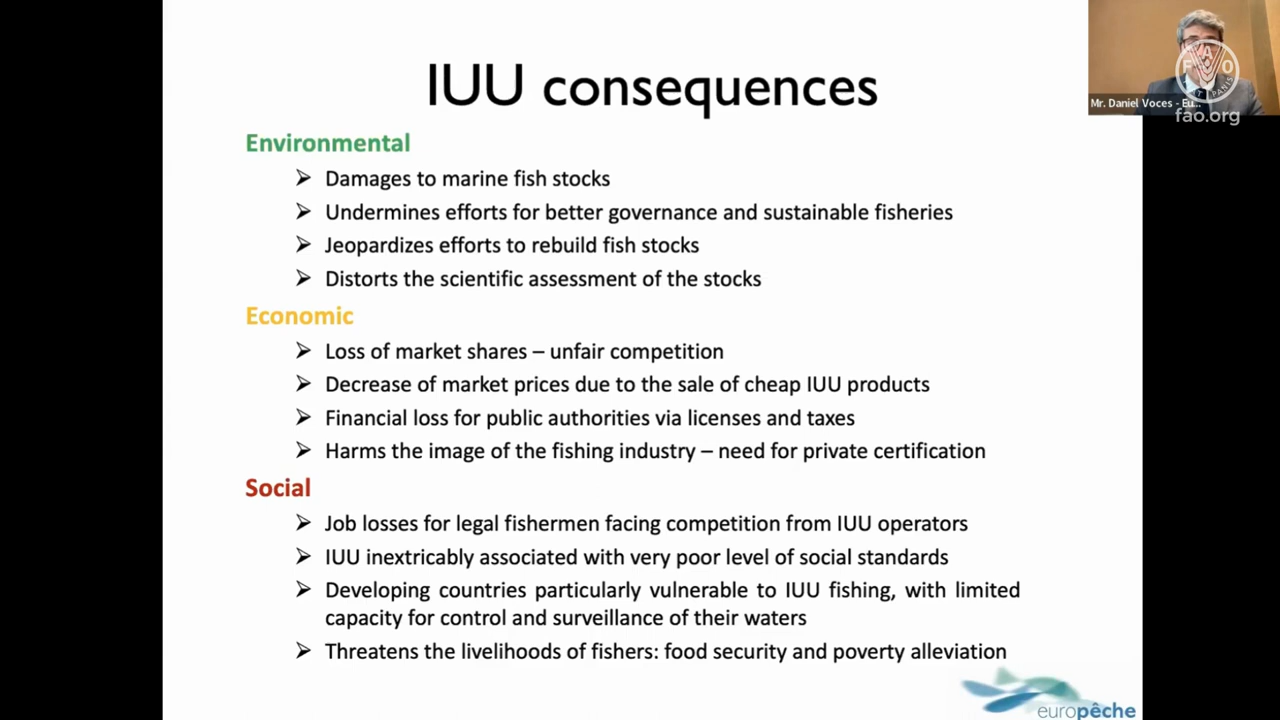 IUU consequences
Environmental
Damages to marine fish stocks
Undermines efforts for better governance and sustainable fisheries
Jeopardizes efforts to rebuild fish stocks
Distorts the scientific assessment of the stocks
Economic
Loss of market shares – unfair competition
Decrease of market prices due to the sale of cheap IUU products
Financial loss for public authorities via licenses and taxes
Harms the image of the fishing industry – need for private certification
Social
Job losses for legal fishermen facing competition from IUU operators
IUU inextricably associated with very poor level of social standards
Developing countries particularly vulnerable to IUU fishing, with limited
capacity for control and surveillance of their waters
Threatens the livelihoods of fishers: food security and poverty alleviation
europêche
Mr. Daniel Voces - Eu...
F A O
fao.org